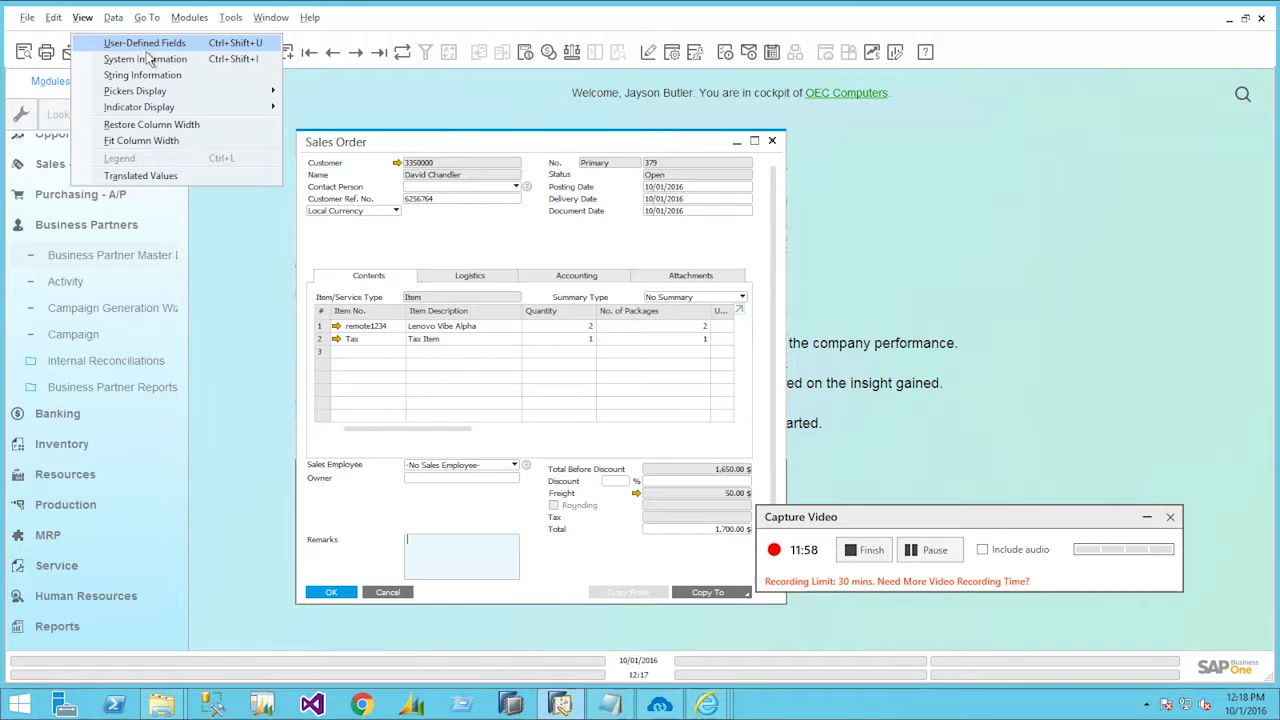 File Edit View Data Go To Modules Tools Window Help
User-Defined Fields Ctrl+Shift+U
System Information Ctrl+Shift+I
String Information
Pickers Display
Indicator Display
Restore Column Width
Fit Column Width
Legend Ctrl+L
Translated Values
Modules
Look
Welcome, Jayson Butler. You are in cockpit of OEC Computers.
Sales -
Purchasing - A/P
Business Partners
Business Partner Master D
Activity
Campaign Generation Wiz
Campaign
Internal Reconciliations
Business Partner Reports
Banking
Inventory
Resources
Production
MRP
Service
Human Resources
Reports
Sales Order
Customer 3350000 No. Primary 379
Name David Chandler Status Open
Contact Person Posting Date 10/01/2016
Customer Ref. No. 6256764 Delivery Date 10/01/2016
Local Currency Document Date 10/01/2016
Contents Logistics Accounting Attachments
Item/Service Type Item Summary Type No Summary
# Item No. Item Description Quantity No. of Packages U...
1 remote1234 Lenovo Vibe Alpha 2 2
2 Tax Tax Item 1 1
3
Sales Employee -No Sales Employee- Total Before Discount 1,650.00 $
Owner Discount %
Freight 50.00 $
Rounding
Tax
Total 1,700.00 $
Remarks
OK Cancel Copy From Copy To
the company performance.
ed on the insight gained.
arted.
Capture Video
11:58 Finish Pause Include audio
Recording Limit: 30 mins. Need More Video Recording Time?
10/01/2016
12:17
SAP Business One
12:18 PM
10/1/2016